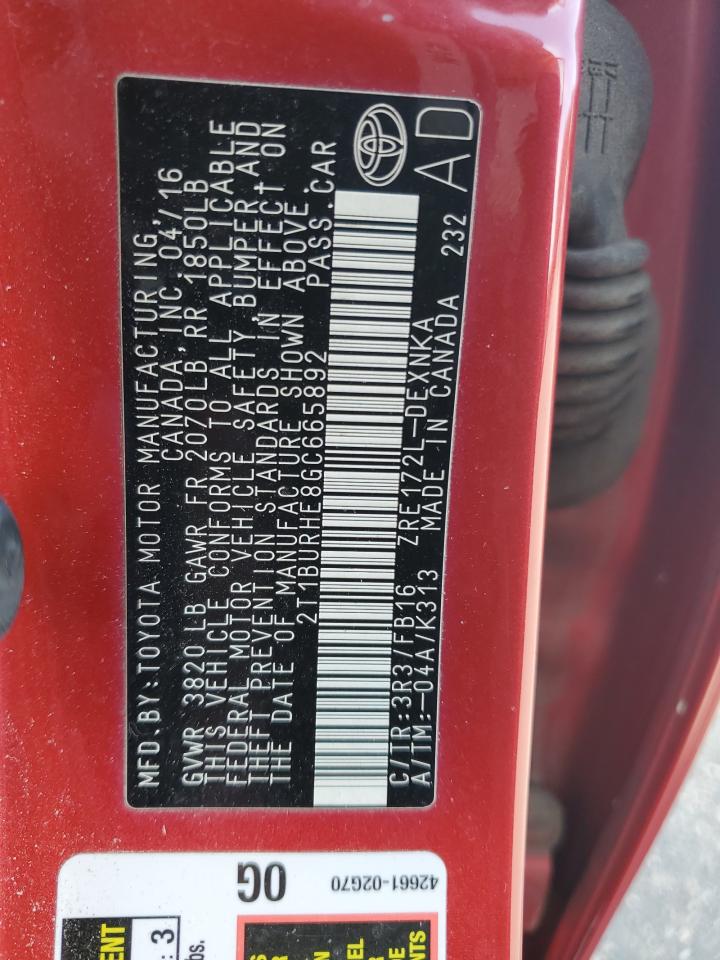 MFD.BY: TOYOTA MOTOR MANUFACTURING,
CANADA, INC. 04/16
GVWR 3820 LB GAWR FR 2070LB, RR 1850LB
THIS VEHICLE CONFORMS TO ALL APPLICABLE
FEDERAL MOTOR VEHICLE SAFETY, BUMPER, AND
THEFT PREVENTION STANDARDS IN EFFECT ON
THE DATE OF MANUFACTURE SHOWN ABOVE.
2T1BURHE8GC665892 PASS.CAR
C/TR:3R3/FB16 ZRE172L-DEXNKA
A/TM:-04A/K313 MADE IN CANADA 232
AD
0G
42661-02G70
: 3